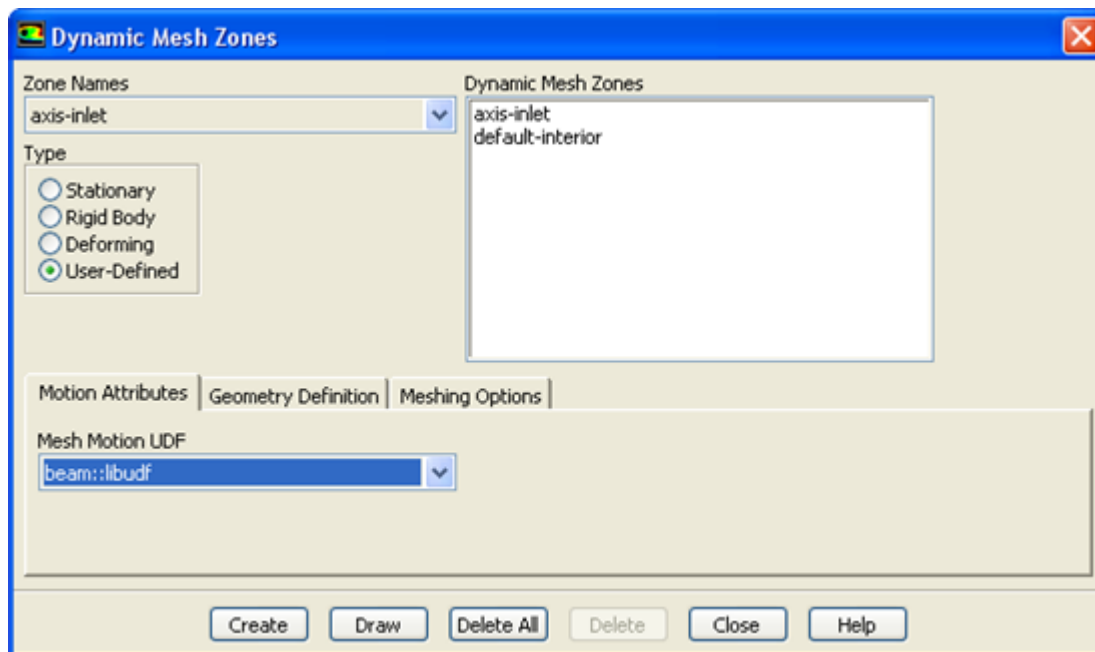 Dynamic Mesh Zones
Zone Names
axis-inlet
Type
Stationary
Rigid Body
Deforming
User-Defined
Dynamic Mesh Zones
axis-inlet
default-interior
Motion Attributes
Geometry Definition
Meshing Options
Mesh Motion UDF
beam::libudf
Create
Draw
Delete All
Delete
Close
Help